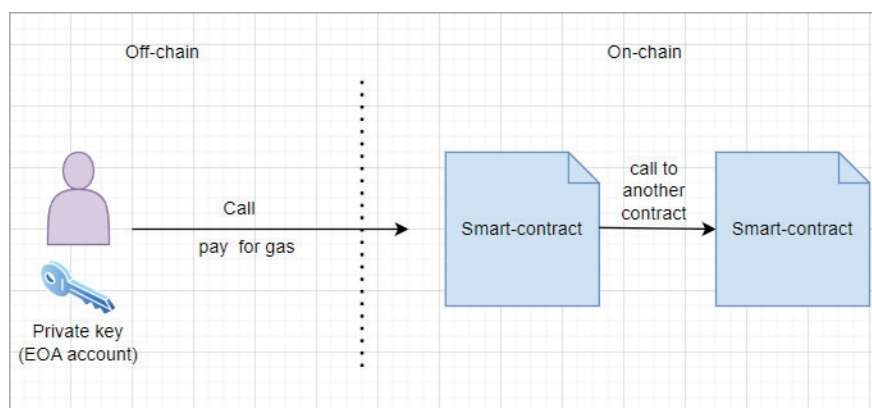 Off-chain
On-chain
Call
pay for gas
Private key
(EOA account)
Smart-contract
call to
another
contract
Smart-contract